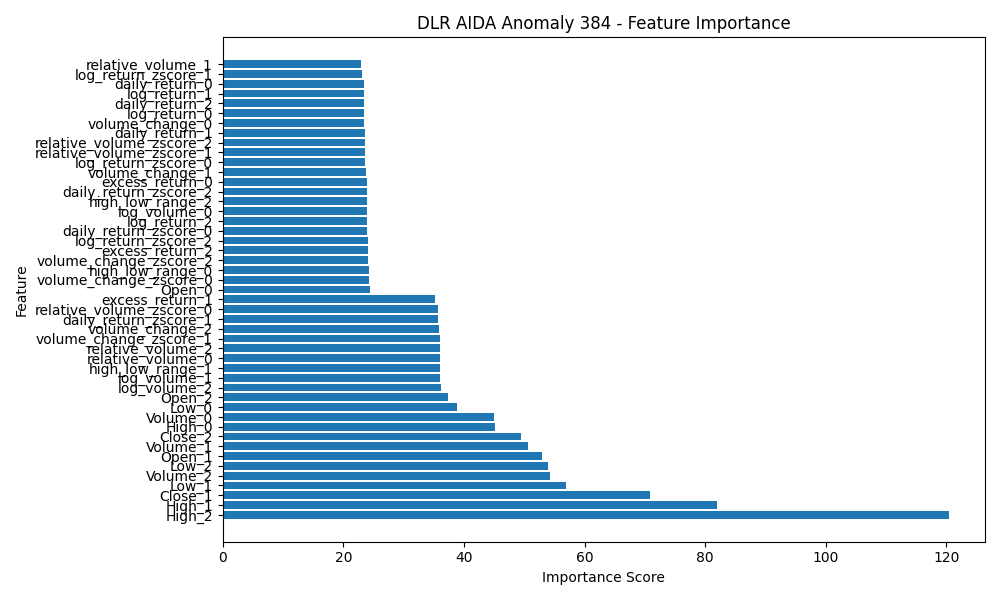 DLR AIDA Anomaly 384 - Feature Importance
relative_volume_1
log_return_zscore_1
daily_return_0
log_return_1
daily_return_2
log_return_0
volume_change_0
daily_return_1
relative_volume_zscore_2
relative_volume_zscore_1
log_return_zscore_0
volume_change_1
excess_return_0
daily_return_zscore_2
high_low_range_2
log_volume_0
log_return_2
daily_return_zscore_0
log_return_zscore_2
excess_return_2
volume_change_zscore_2
high_low_range_0
volume_change_zscore_0
Open_0
excess_return_1
relative_volume_zscore_0
daily_return_zscore_1
volume_change_2
volume_change_zscore_1
relative_volume_2
relative_volume_0
high_low_range_1
log_volume_1
log_volume_2
Open_2
Low_0
Volume_0
High_0
Close_2
Volume_1
Open_1
Low_2
Volume_2
Low_1
Close_1
High_1
High_2
Feature
0 20 40 60 80 100 120
Importance Score